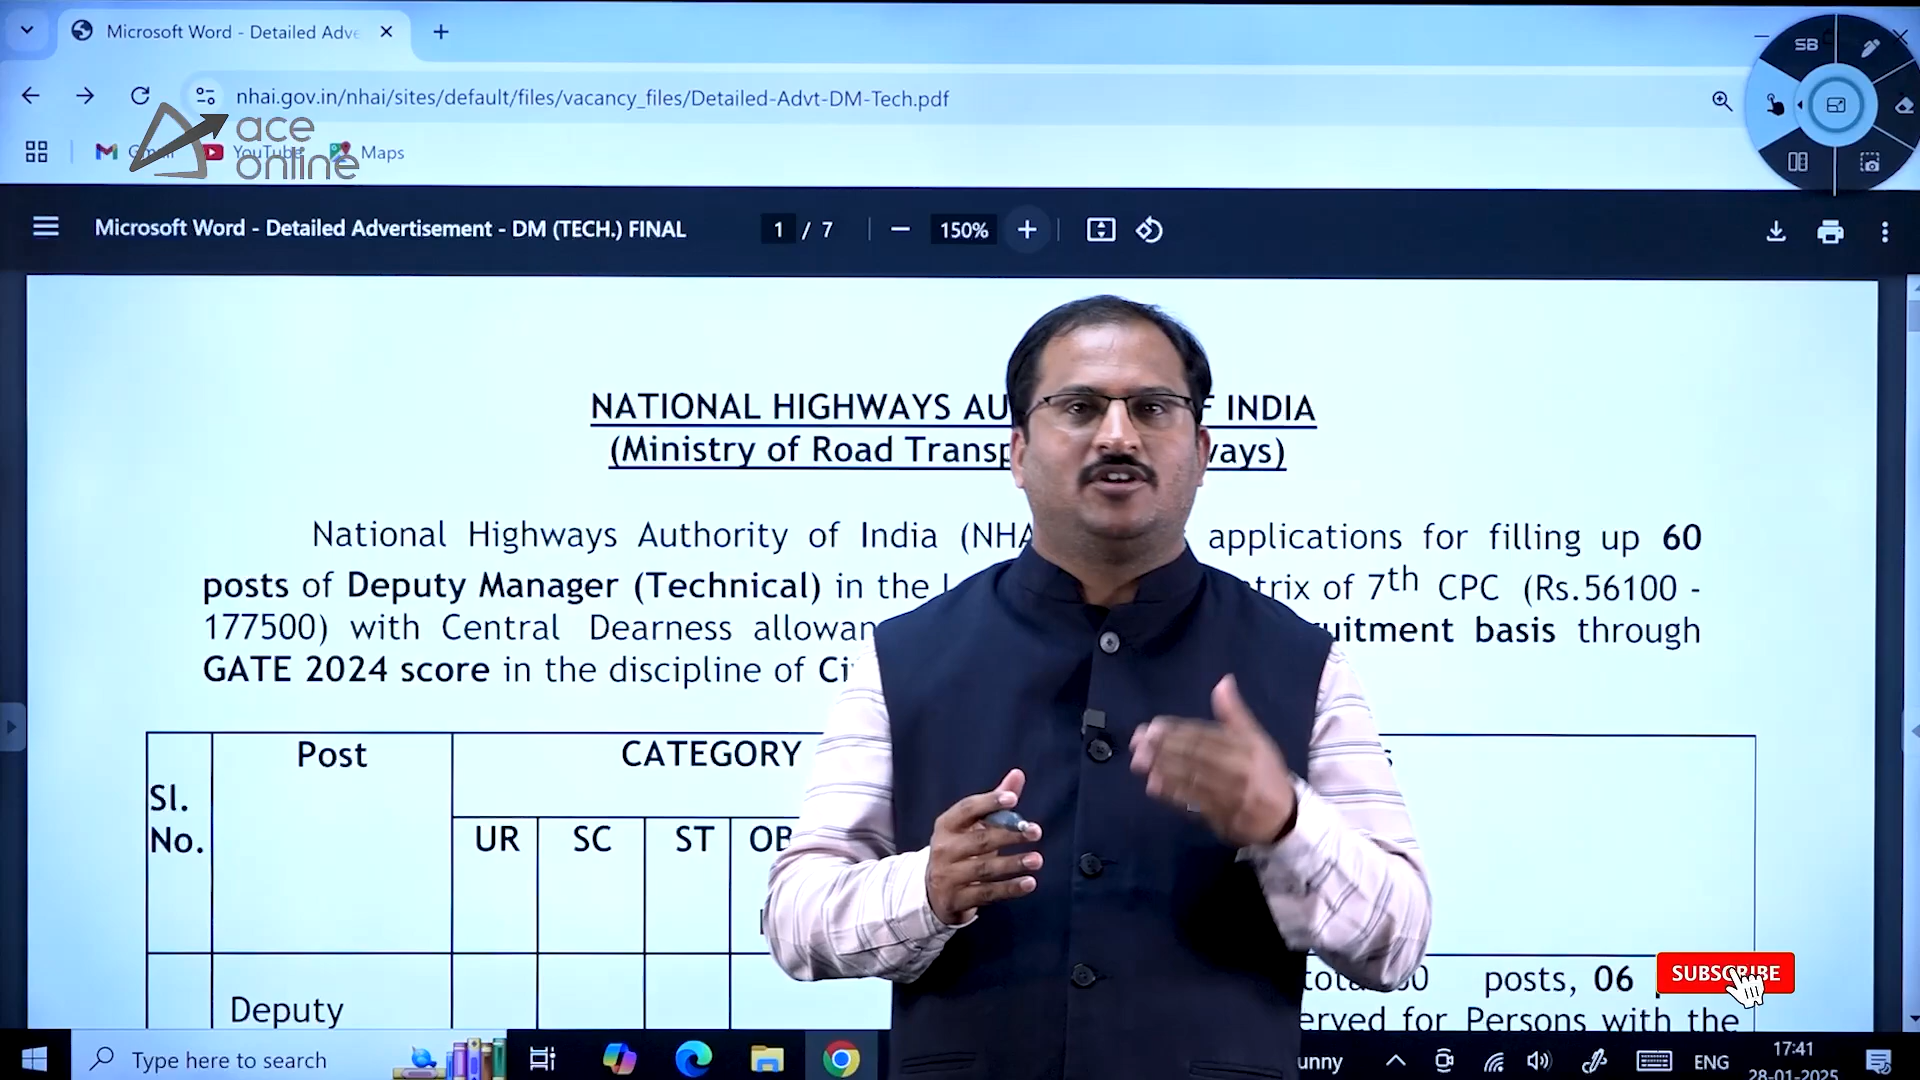 Microsoft Word - Detailed Adve
SB
nhai.gov.in/nhai/sites/default/files/vacancy_files/Detailed-Advt-DM-Tech.pdf
ace
online
Gmail
YouTube
Maps
Microsoft Word - Detailed Advertisement - DM (TECH.) FINAL
1 / 7
150%
NATIONAL HIGHWAYS AU F INDIA
(Ministry of Road Transp ways)
National Highways Authority of India (NHA applications for filling up 60
posts of Deputy Manager (Technical) in the trix of 7th CPC (Rs.56100 -
177500) with Central Dearness allowan uitment basis through
GATE 2024 score in the discipline of Ci
Sl.
No.
Post
CATEGORY
UR
SC
ST
OB
Deputy
posts, 06
erved for Persons with the
SUBSCRIBE
Type here to search
unny
ENG
17:41
28-01-2025